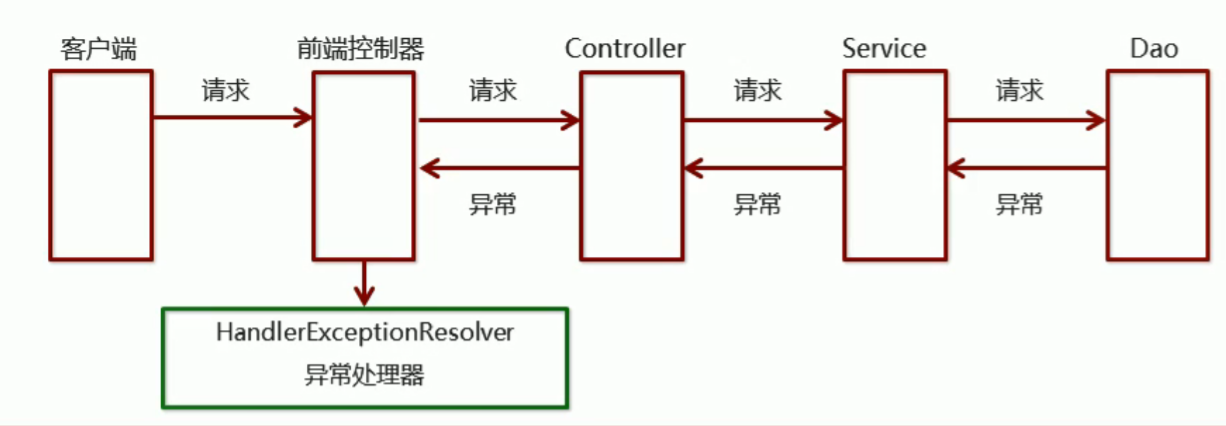 客户端
前端控制器
Controller
Service
Dao
请求
请求
请求
请求
异常
异常
异常
HandlerExceptionResolver
异常处理器